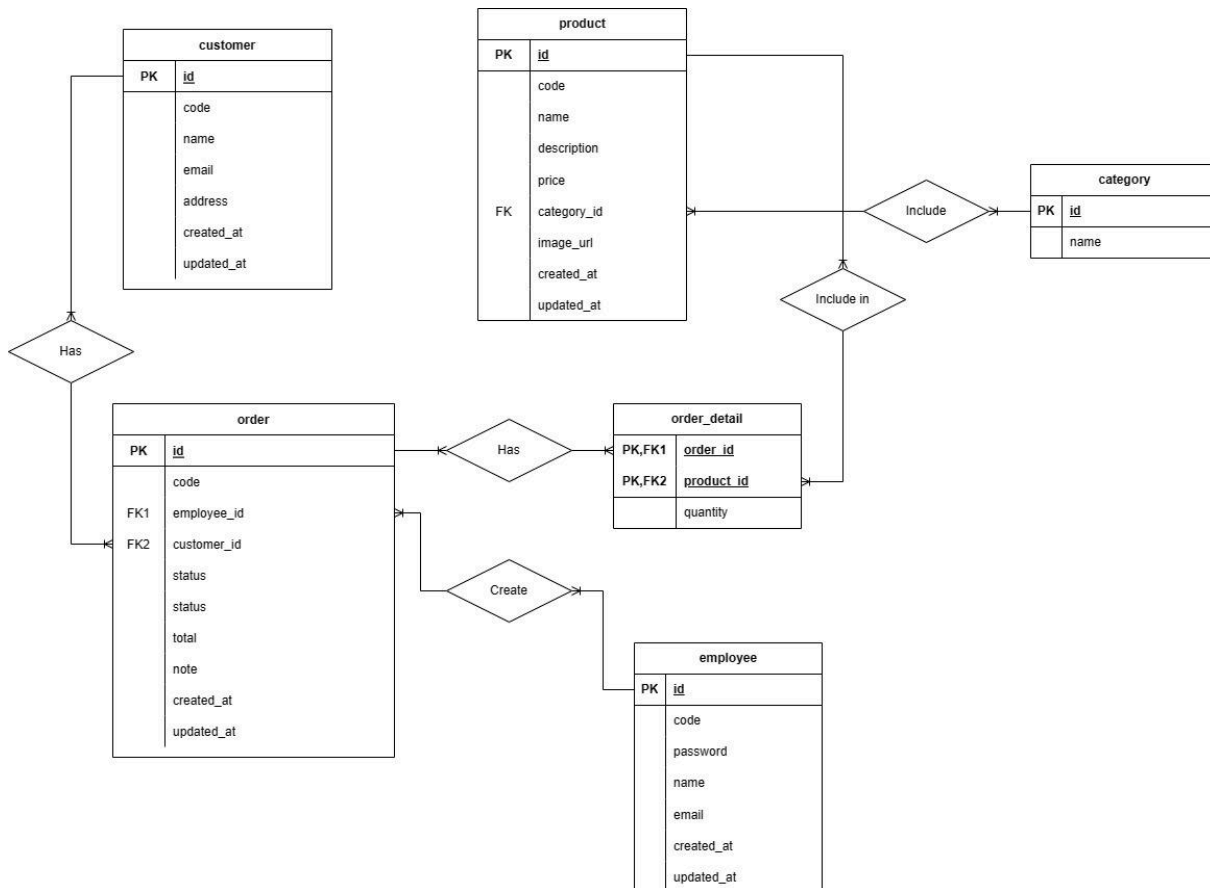 customer
PK id
code
name
email
address
created_at
updated_at
product
PK id
code
name
description
price
FK category_id
image_url
created_at
updated_at
category
PK id
name
Include
Include in
Has
order
PK id
code
FK1 employee_id
FK2 customer_id
status
status
total
note
created_at
updated_at
Has
order_detail
PK,FK1 order_id
PK,FK2 product_id
quantity
Create
employee
PK id
code
password
name
email
created_at
updated_at